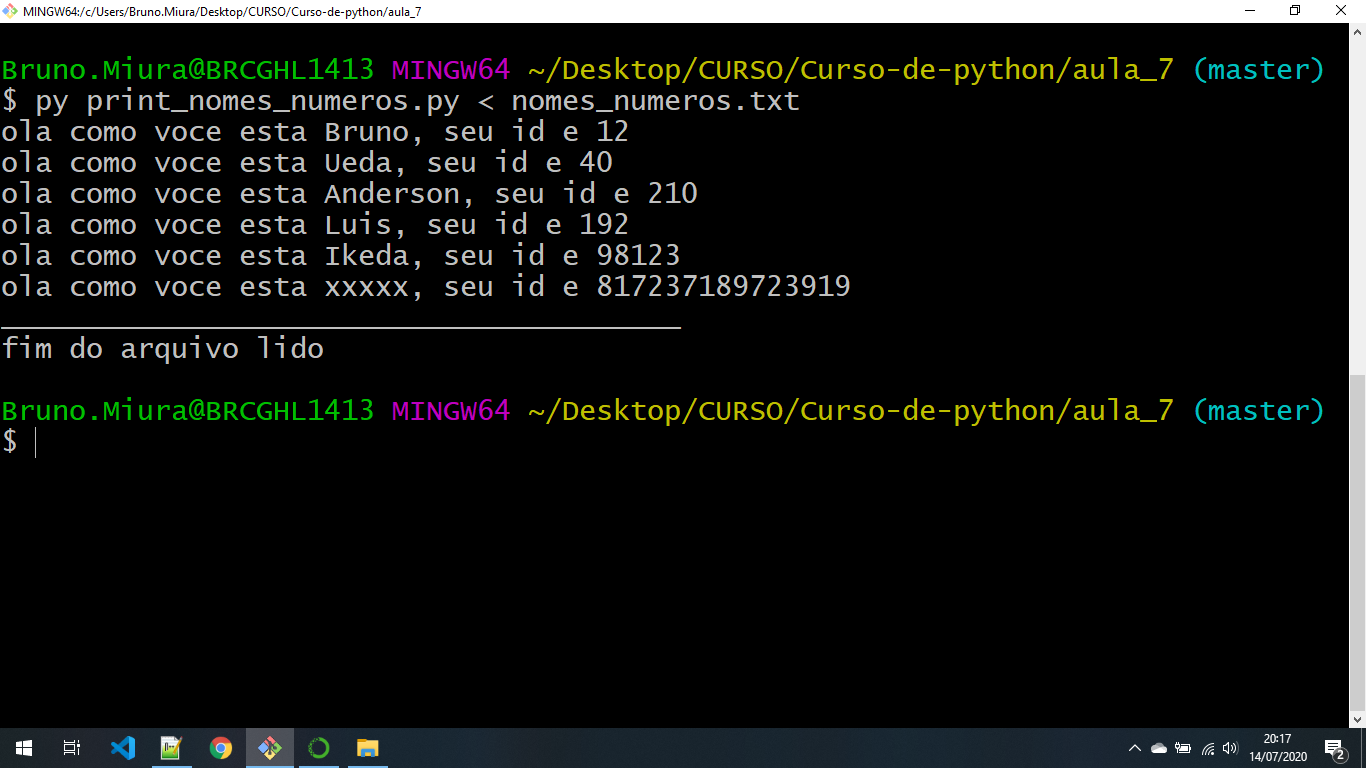 MINGW64:/c/Users/Bruno.Miura/Desktop/CURSO/Curso-de-python/aula_7
Bruno.Miura@BRCGHL1413 MINGW64 ~/Desktop/CURSO/Curso-de-python/aula_7 (master)
$ py print_nomes_numeros.py < nomes_numeros.txt
ola como voce esta Bruno, seu id e 12
ola como voce esta Ueda, seu id e 40
ola como voce esta Anderson, seu id e 210
ola como voce esta Luis, seu id e 192
ola como voce esta Ikeda, seu id e 98123
ola como voce esta xxxxx, seu id e 817237189723919
________________________________________
fim do arquivo lido
Bruno.Miura@BRCGHL1413 MINGW64 ~/Desktop/CURSO/Curso-de-python/aula_7 (master)
$
20:17
14/07/2020
2